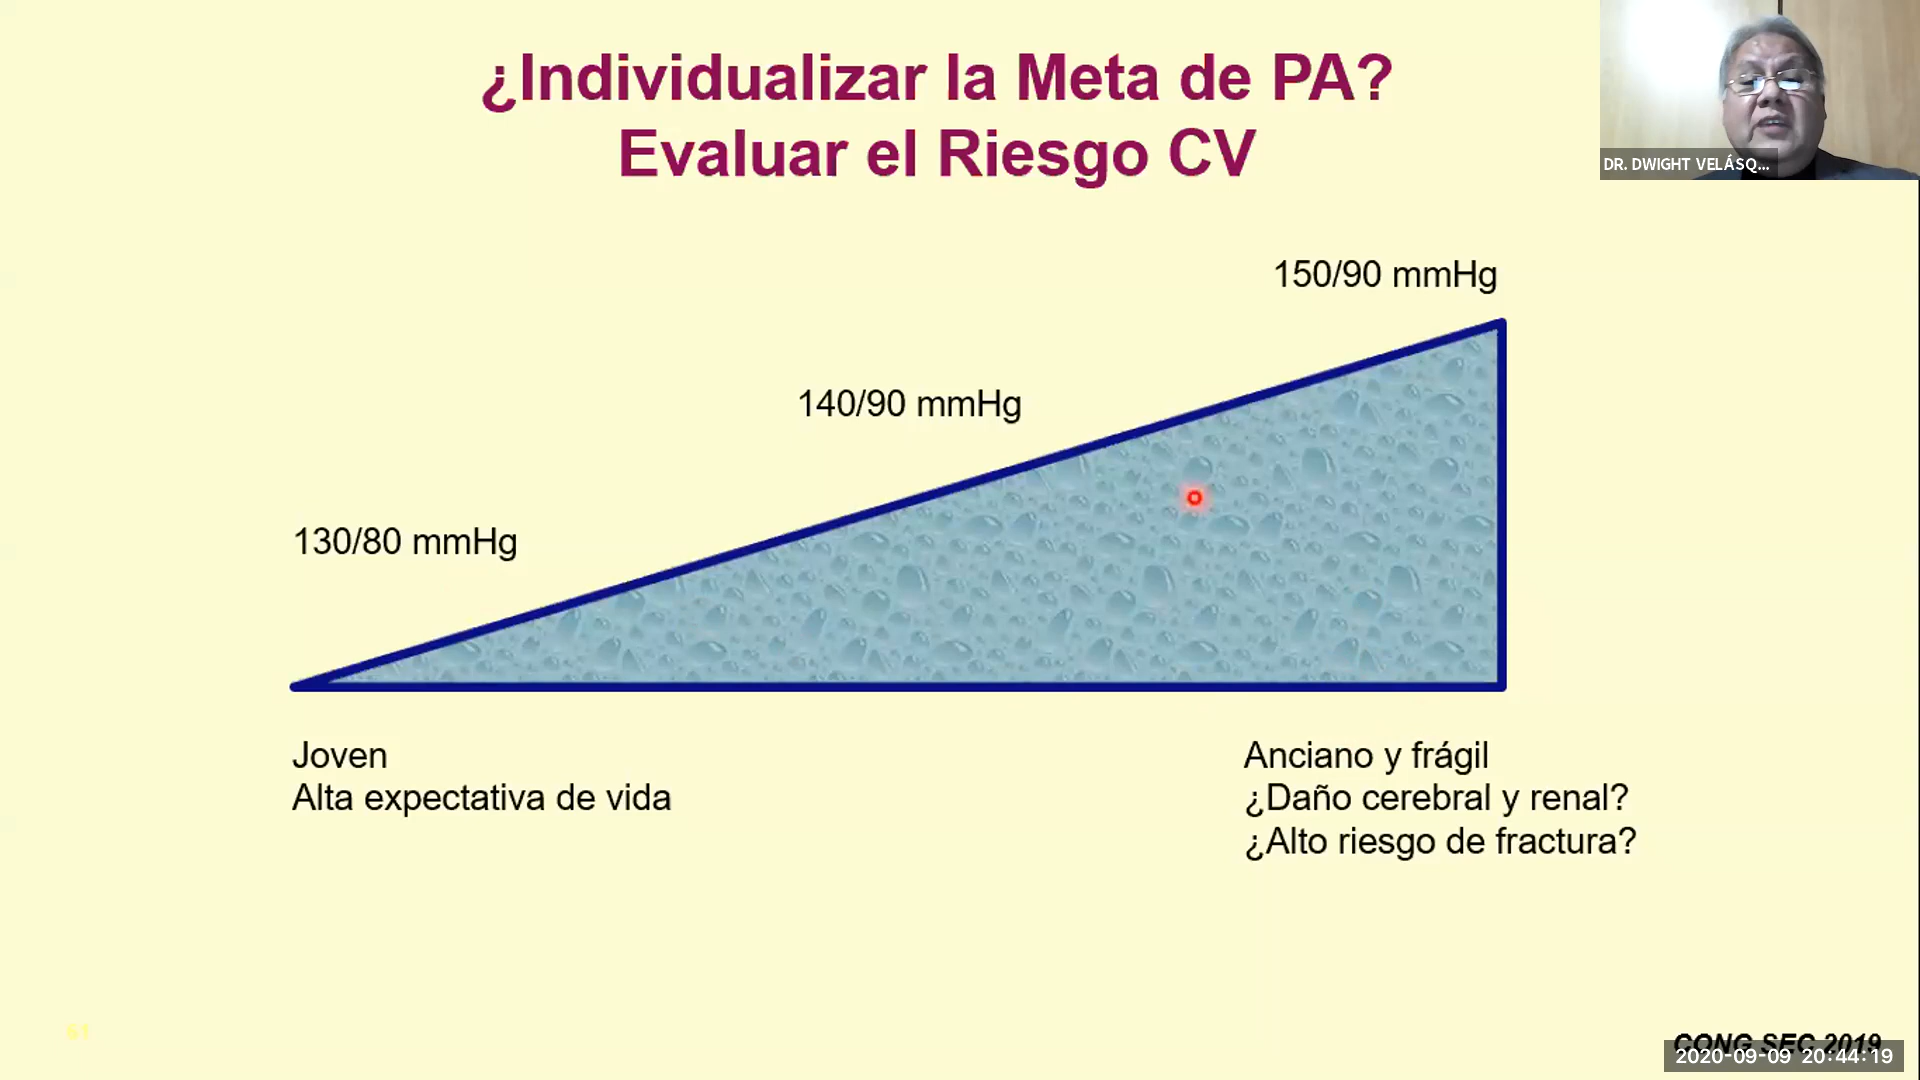 ¿Individualizar la Meta de PA?
Evaluar el Riesgo CV
DR. DWIGHT VELÁSQ...
150/90 mmHg
140/90 mmHg
130/80 mmHg
Joven
Alta expectativa de vida
Anciano y frágil
¿Daño cerebral y renal?
¿Alto riesgo de fractura?
61
CONG SEC 2019
2020-09-09 20:44:19